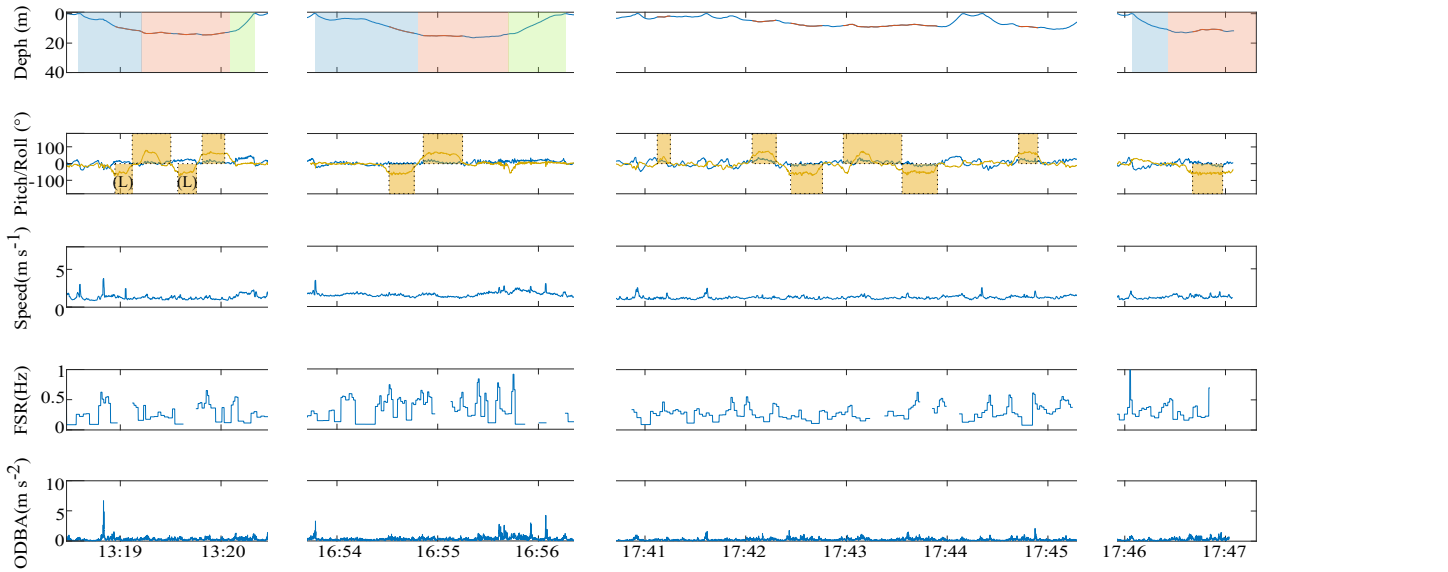 Deph (m)
0
20
40
Pitch/Roll (°)
100
0
-100
(L)
(L)
Speed(m s-1)
5
0
FSR(Hz)
1
0.5
0
ODBA(m s-2)
10
5
0
13:19 13:20 16:54 16:55 16:56 17:41 17:42 17:43 17:44 17:45 17:46 17:47